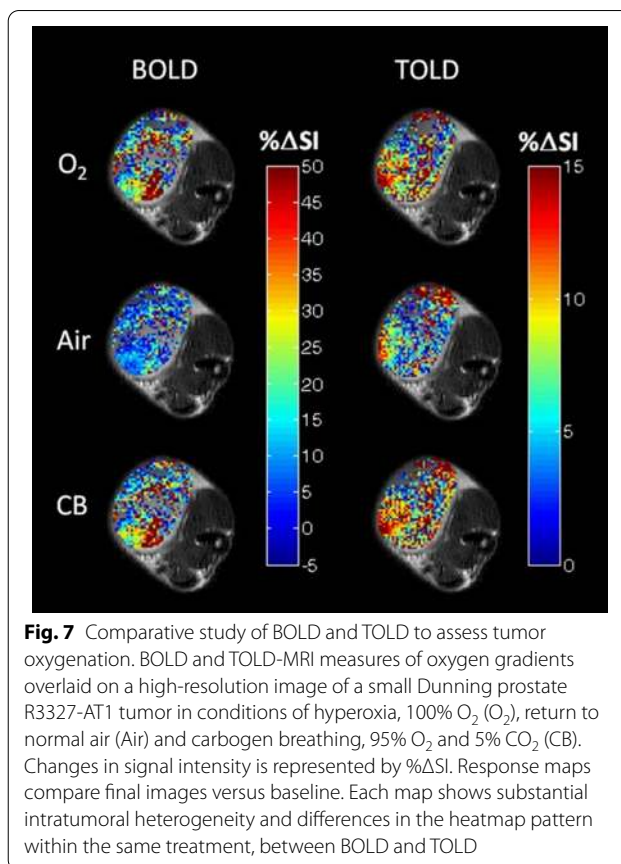 BOLD TOLD
%ΔSI %ΔSI
O₂
Air
CB
50
45
40
35
30
25
20
15
10
5
0
-5
15
10
5
0
Fig. 7 Comparative study of BOLD and TOLD to assess tumor
oxygenation. BOLD and TOLD-MRI measures of oxygen gradients
overlaid on a high-resolution image of a small Dunning prostate
R3327-AT1 tumor in conditions of hyperoxia, 100% O₂ (O₂), return to
normal air (Air) and carbogen breathing, 95% O₂ and 5% CO₂ (CB).
Changes in signal intensity is represented by %ΔSI. Response maps
compare final images versus baseline. Each map shows substantial
intratumoral heterogeneity and differences in the heatmap pattern
within the same treatment, between BOLD and TOLD